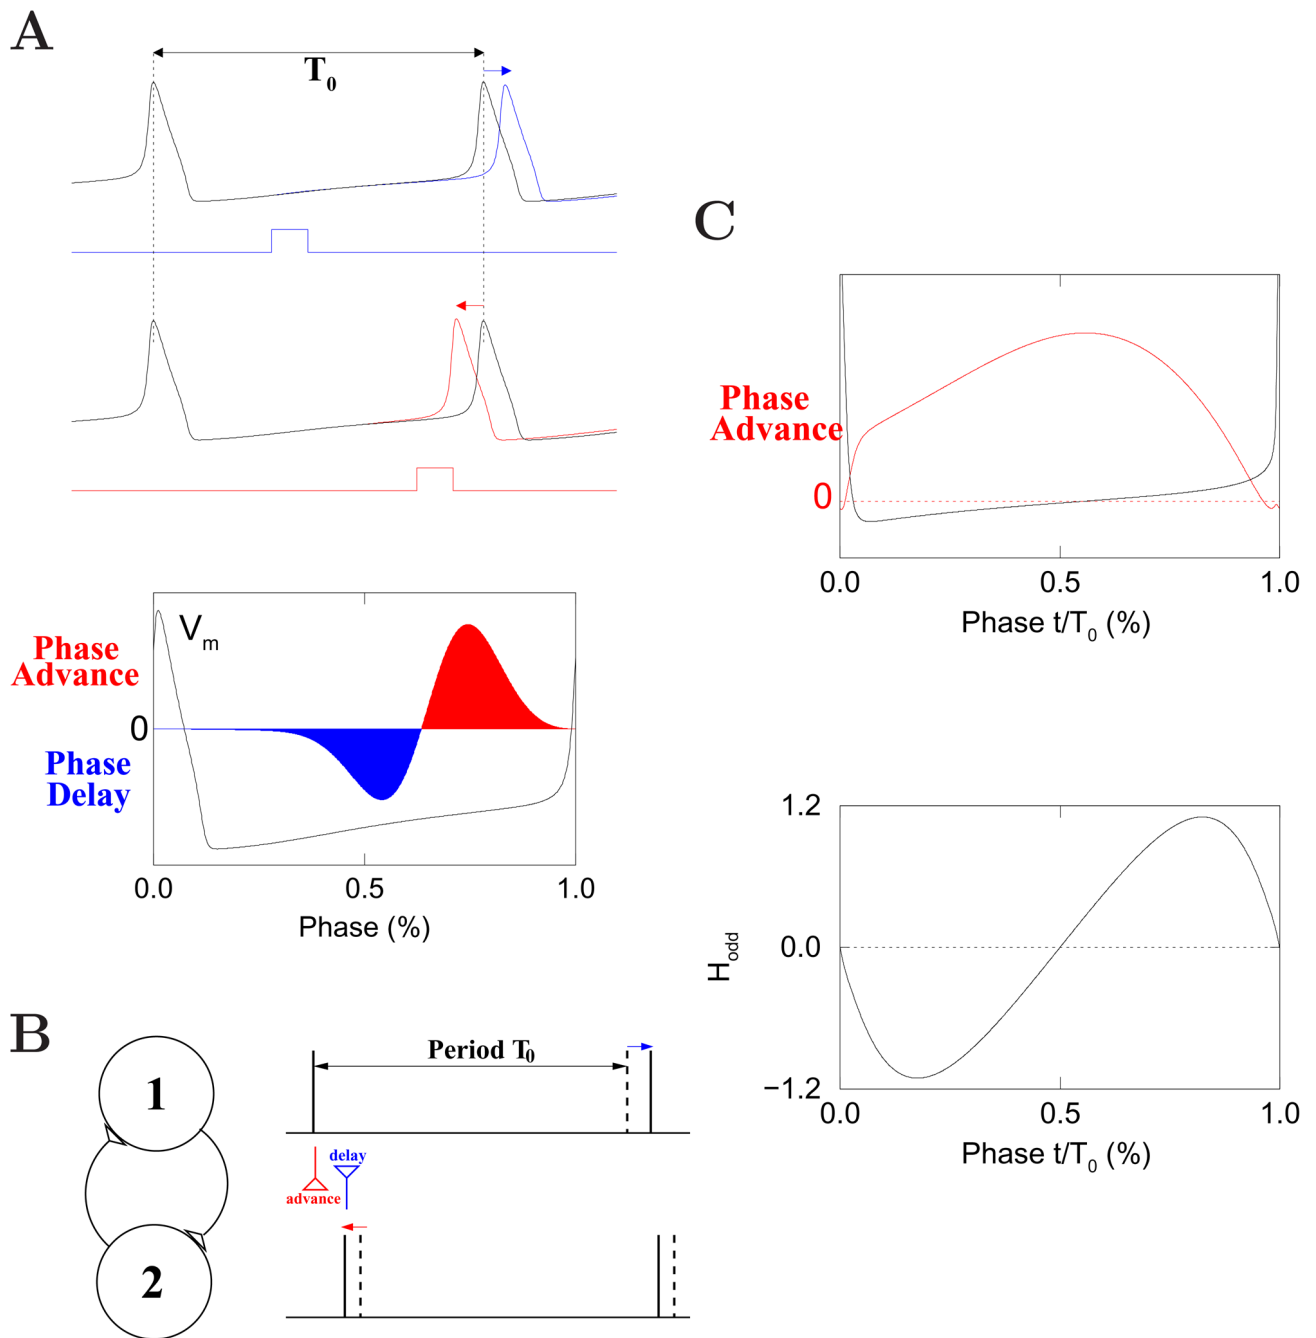 A
T0
Phase
Advance
0
Phase
Delay
Vm
0.0
0.5
1.0
Phase (%)
B
1
2
Period T0
delay
advance
C
Phase
Advance
0
0.0
0.5
1.0
Phase t/T0 (%)
1.2
0.0
−1.2
Hodd
0.0
0.5
1.0
Phase t/T0 (%)